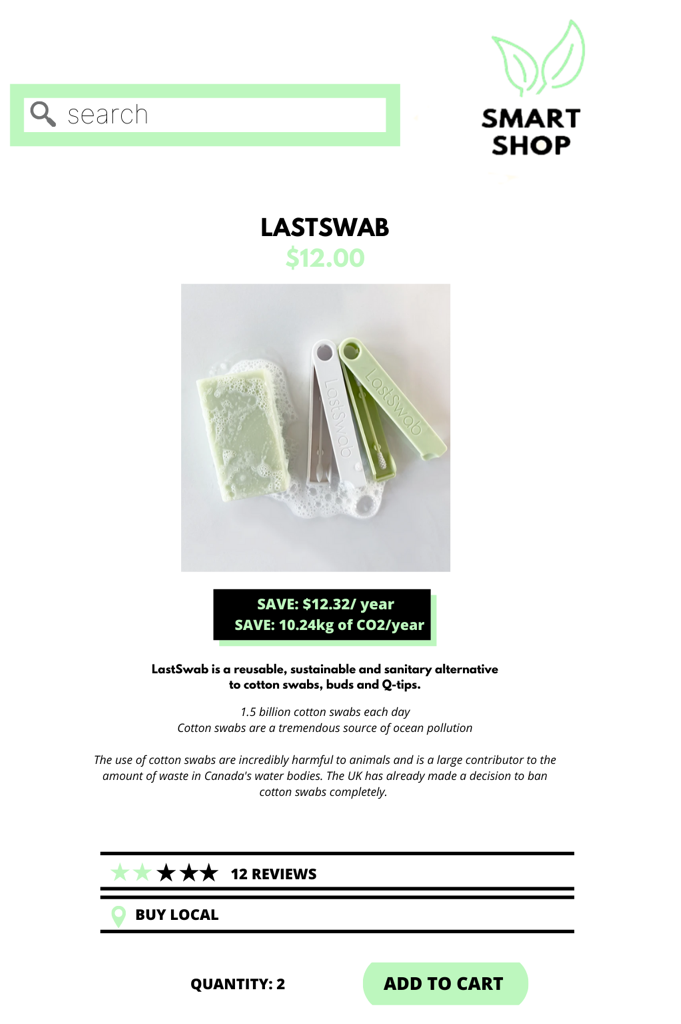 search
SMART
SHOP
LASTSWAB
$12.00
LastSwab
LastSwab
SAVE: $12.32/ year
SAVE: 10.24kg of CO2/year
LastSwab is a reusable, sustainable and sanitary alternative
to cotton swabs, buds and Q-tips.
1.5 billion cotton swabs each day
Cotton swabs are a tremendous source of ocean pollution
The use of cotton swabs are incredibly harmful to animals and is a large contributor to the
amount of waste in Canada's water bodies. The UK has already made a decision to ban
cotton swabs completely.
12 REVIEWS
BUY LOCAL
QUANTITY: 2
ADD TO CART